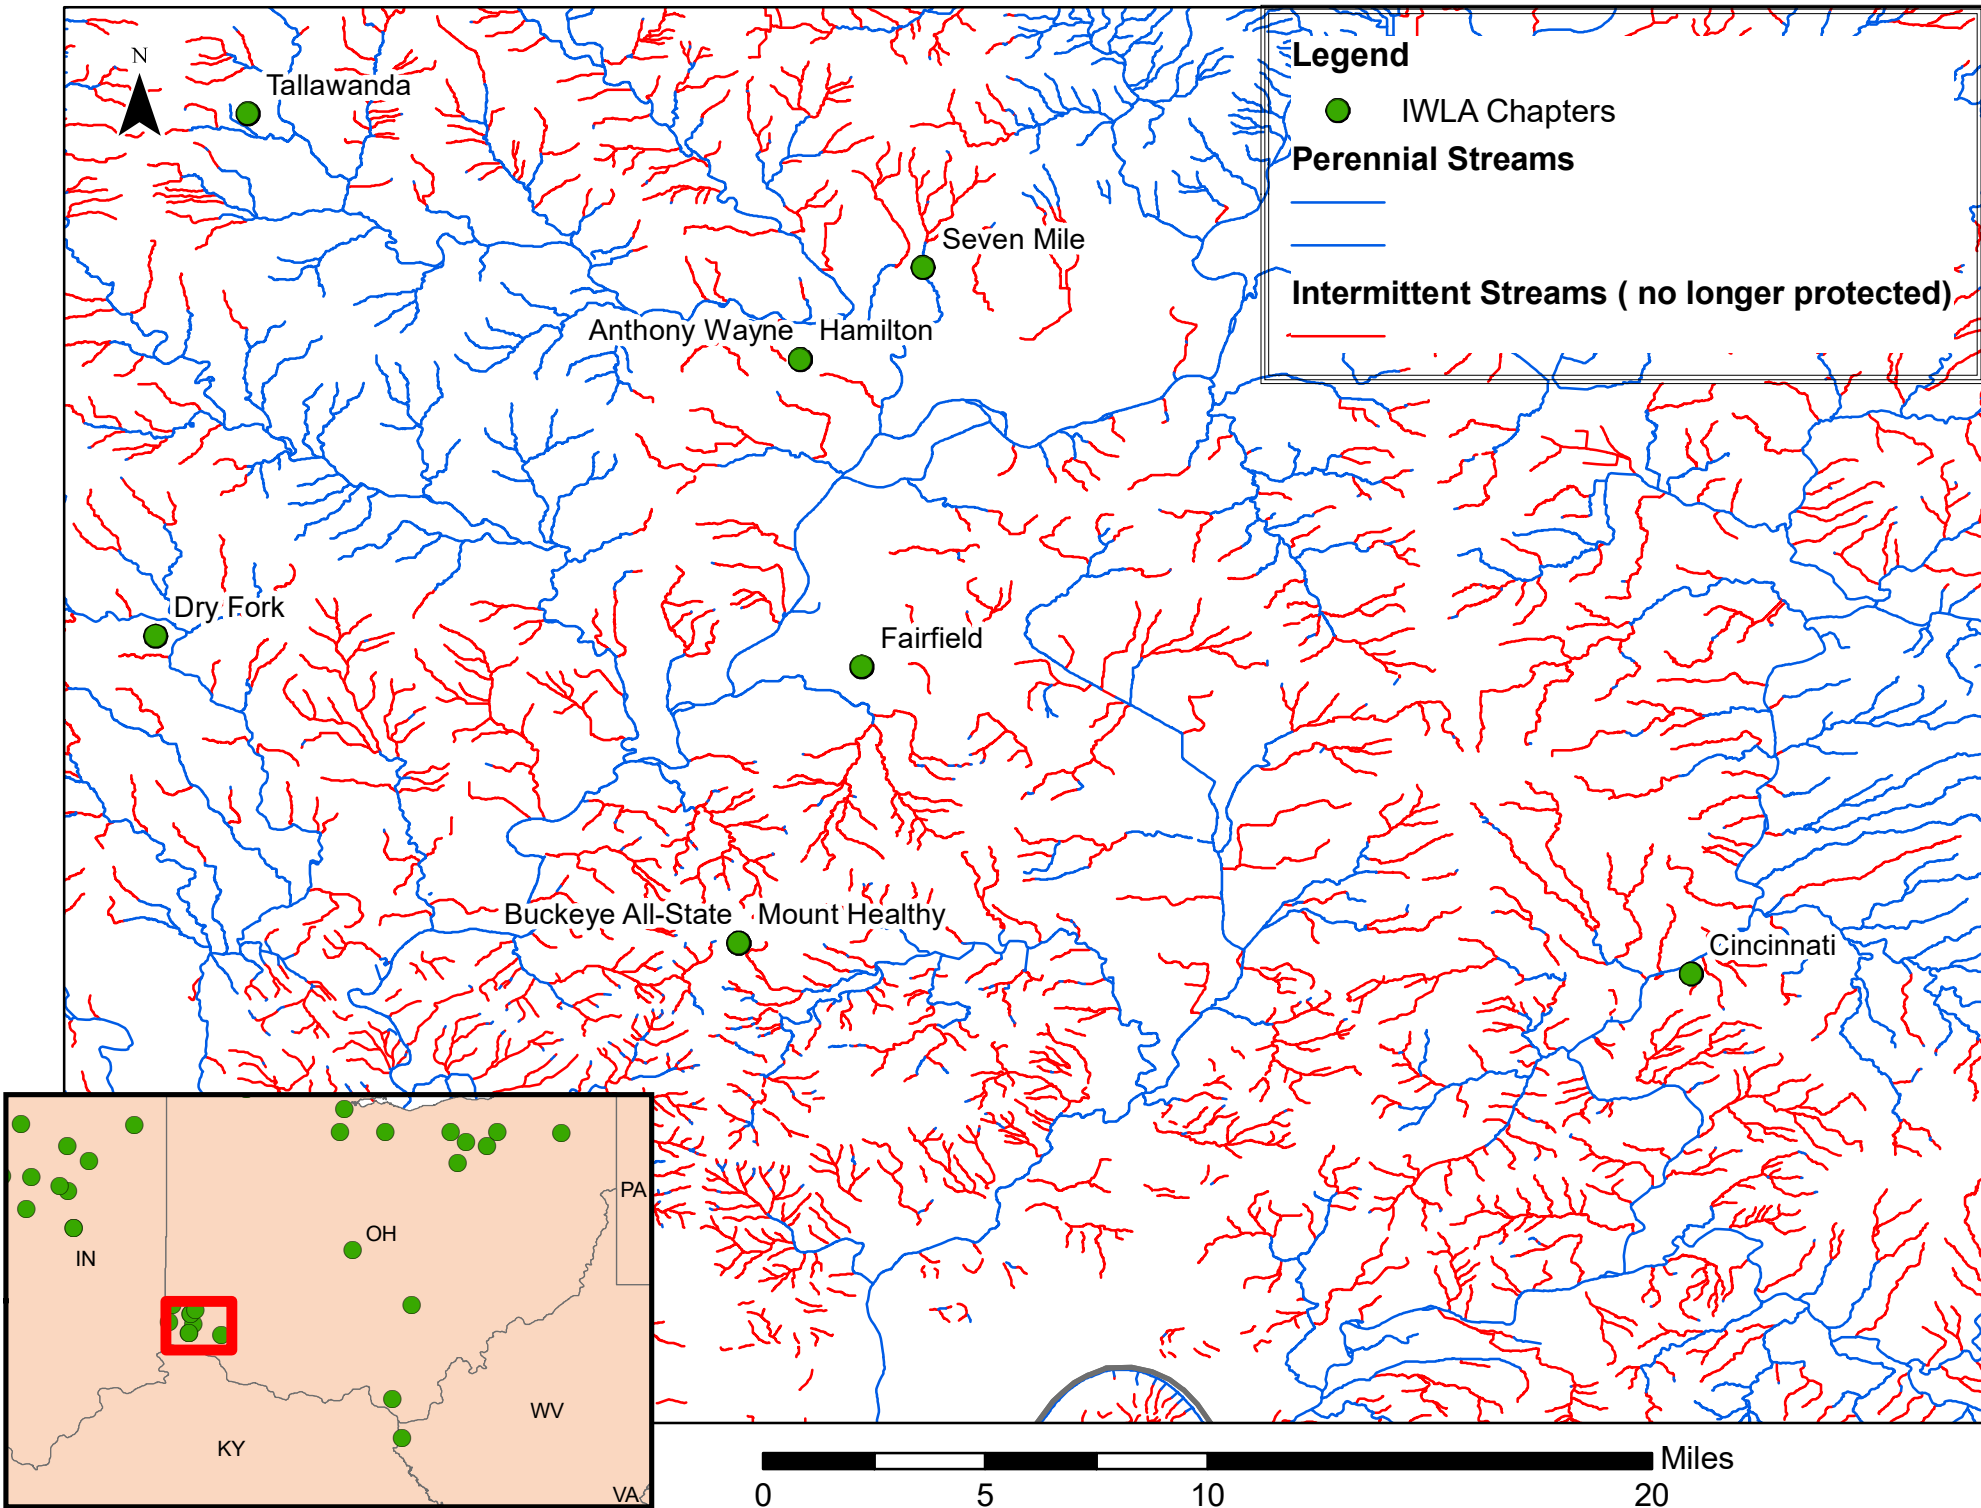 N
Legend
IWLA Chapters
Perennial Streams
Intermittent Streams ( no longer protected)
Tallawanda
Seven Mile
Anthony Wayne
Hamilton
Dry Fork
Fairfield
Buckeye All-State
Mount Healthy
Cincinnati
PA
OH
IN
WV
KY
VA
Miles
0
5
10
20